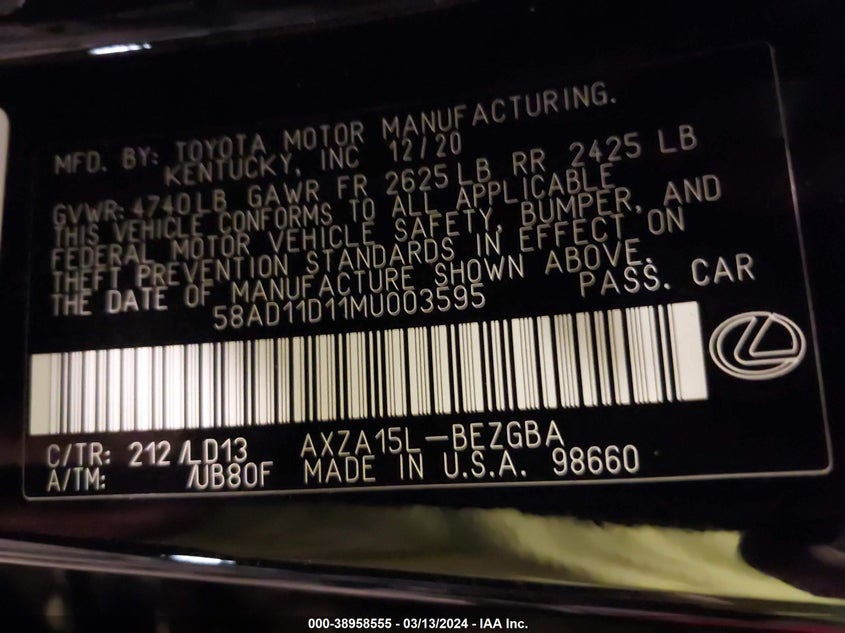 MFD. BY: TOYOTA MOTOR MANUFACTURING.
KENTUCKY, INC 12/20
GVWR: 4740LB GAWR FR 2625LB RR 2425 LB
THIS VEHICLE CONFORMS TO ALL APPLICABLE
FEDERAL MOTOR VEHICLE SAFETY, BUMPER, AND
THEFT PREVENTION STANDARDS IN EFFECT ON
THE DATE OF MANUFACTURE SHOWN ABOVE.
58AD11D11MU003595 PASS. CAR
C/TR: 212 /LD13 AXZA15L-BEZGBA
A/TM: /UB80F MADE IN U.S.A. 98660
000-38958555 - 03/13/2024 - IAA Inc.